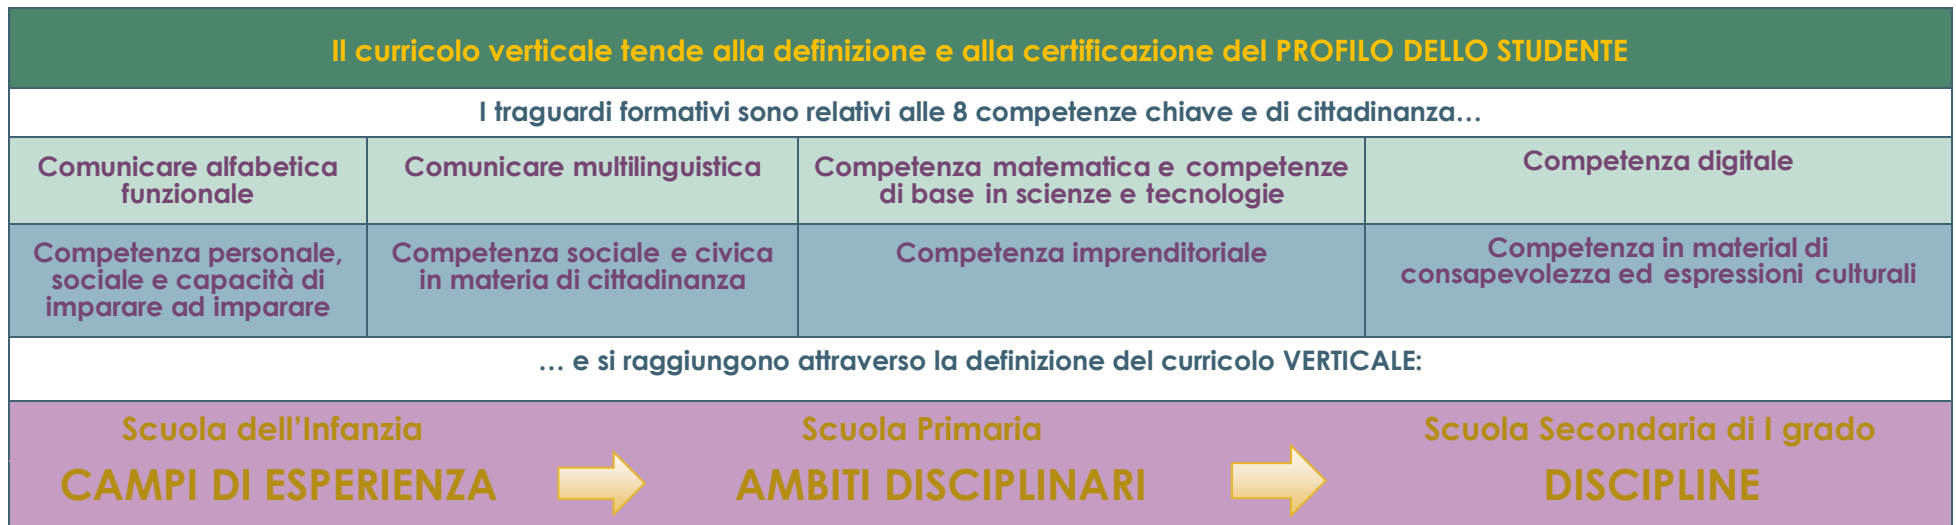 Il curricolo verticale tende alla definizione e alla certificazione del PROFILO DELLO STUDENTE
I traguardi formativi sono relativi alle 8 competenze chiave e di cittadinanza…
Comunicare alfabetica
funzionale
Comunicare multilinguistica
Competenza matematica e competenze
di base in scienze e tecnologie
Competenza digitale
Competenza personale,
sociale e capacità di
imparare ad imparare
Competenza sociale e civica
in materia di cittadinanza
Competenza imprenditoriale
Competenza in material di
consapevolezza ed espressioni culturali
… e si raggiungono attraverso la definizione del curricolo VERTICALE:
Scuola dell’Infanzia
CAMPI DI ESPERIENZA
Scuola Primaria
AMBITI DISCIPLINARI
Scuola Secondaria di I grado
DISCIPLINE